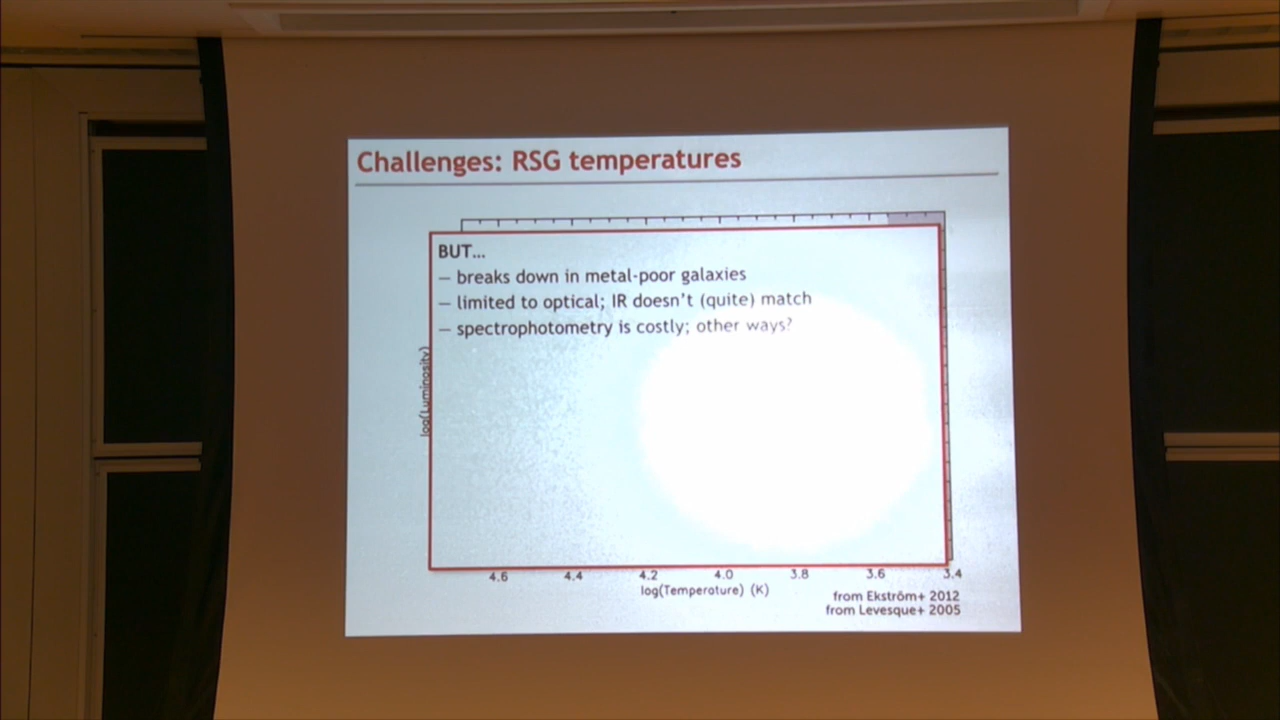 Challenges: RSG temperatures
BUT...
– breaks down in metal-poor galaxies
– limited to optical; IR doesn't (quite) match
– spectrophotometry is costly; other ways?
log(Luminosity)
4.6 4.4 4.2 4.0 3.8 3.6 3.4
log(Temperature) (K)
from Ekström+ 2012
from Levesque+ 2005